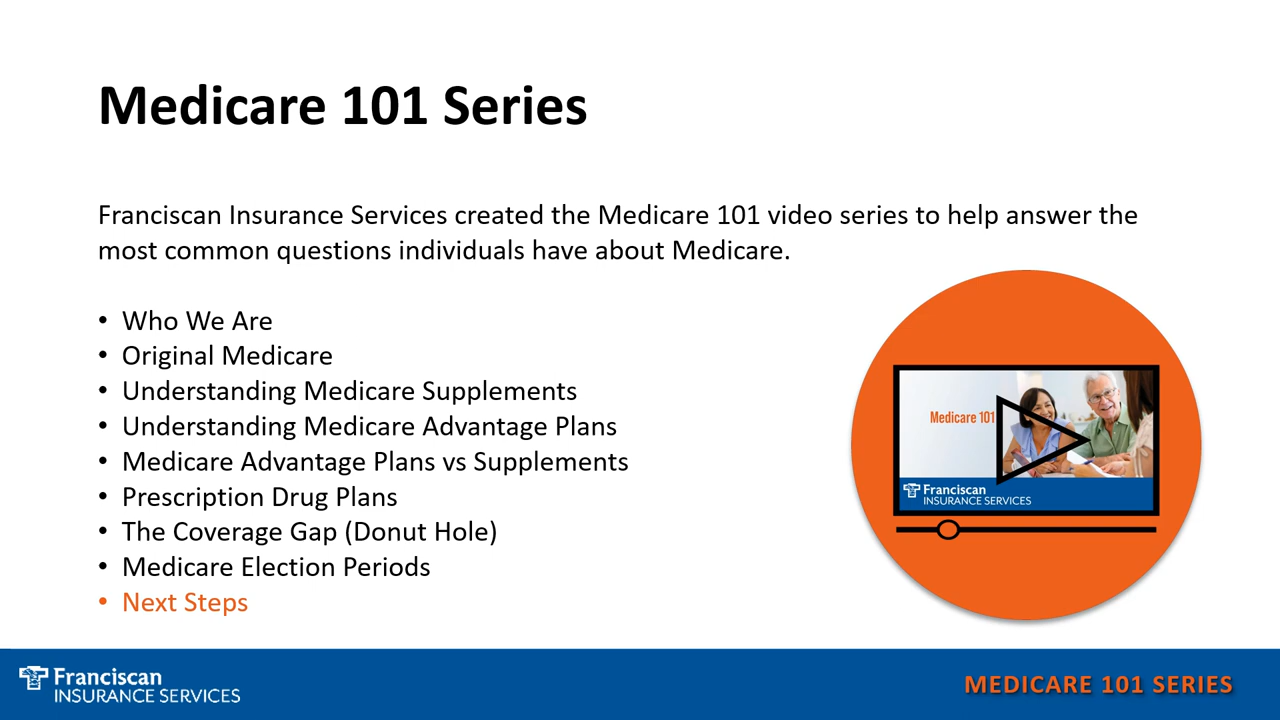 Medicare 101 Series
Franciscan Insurance Services created the Medicare 101 video series to help answer the
most common questions individuals have about Medicare.
• Who We Are
• Original Medicare
• Understanding Medicare Supplements
• Understanding Medicare Advantage Plans
• Medicare Advantage Plans vs Supplements
• Prescription Drug Plans
• The Coverage Gap (Donut Hole)
• Medicare Election Periods
• Next Steps
Medicare 101
Franciscan
INSURANCE SERVICES
Franciscan
INSURANCE SERVICES
MEDICARE 101 SERIES